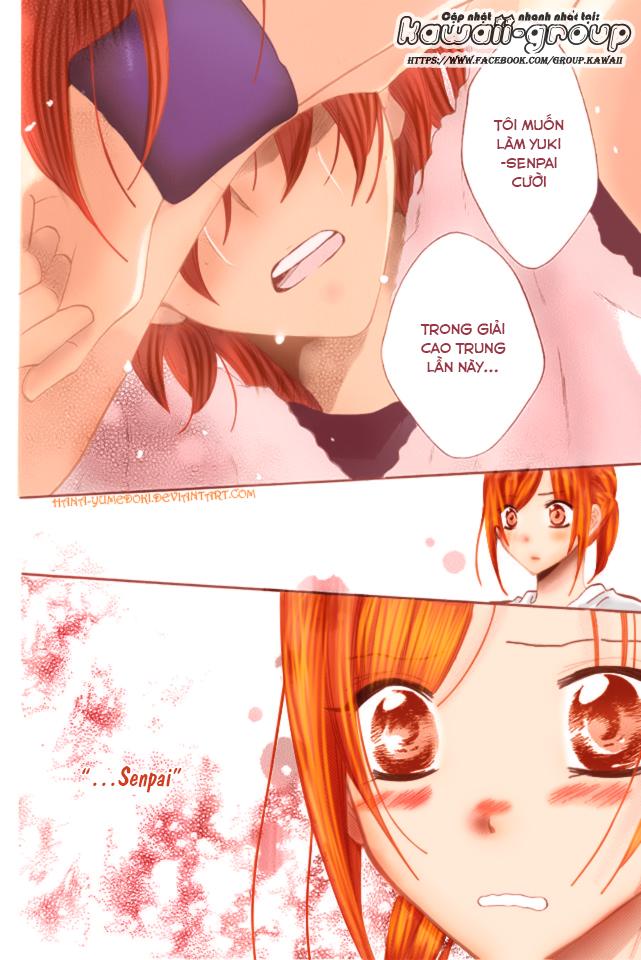 Cập nhật nhanh nhất tại:
kawaii-group
HTTPS://WWW.FACEBOOK.COM/GROUP.KAWAII
TÔI MUỐN
LÀM YUKI
-SENPAI
CƯỜI
TRONG GIẢI
CAO TRUNG
LẦN NÀY...
HANA-YUMEDOKI.DEVIANTART.COM
“...Senpai”